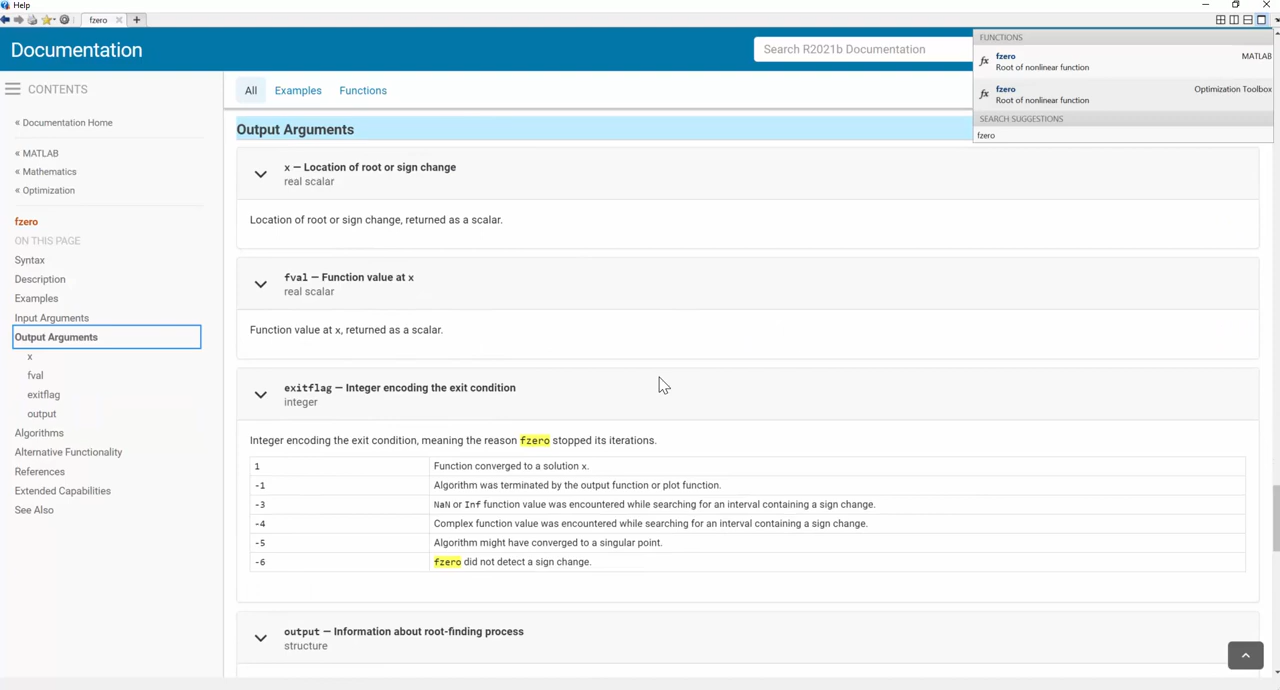 Help
fzero
Documentation
Search R2021b Documentation
FUNCTIONS
fx fzero MATLAB
Root of nonlinear function
fx fzero Optimization Toolbox
Root of nonlinear function
SEARCH SUGGESTIONS
fzero
CONTENTS
« Documentation Home
« MATLAB
« Mathematics
« Optimization
fzero
ON THIS PAGE
Syntax
Description
Examples
Input Arguments
Output Arguments
x
fval
exitflag
output
Algorithms
Alternative Functionality
References
Extended Capabilities
See Also
All Examples Functions
Output Arguments
x — Location of root or sign change
real scalar
Location of root or sign change, returned as a scalar.
fval — Function value at x
real scalar
Function value at x, returned as a scalar.
exitflag — Integer encoding the exit condition
integer
Integer encoding the exit condition, meaning the reason fzero stopped its iterations.
1 Function converged to a solution x.
-1 Algorithm was terminated by the output function or plot function.
-3 NaN or Inf function value was encountered while searching for an interval containing a sign change.
-4 Complex function value was encountered while searching for an interval containing a sign change.
-5 Algorithm might have converged to a singular point.
-6 fzero did not detect a sign change.
output — Information about root-finding process
structure